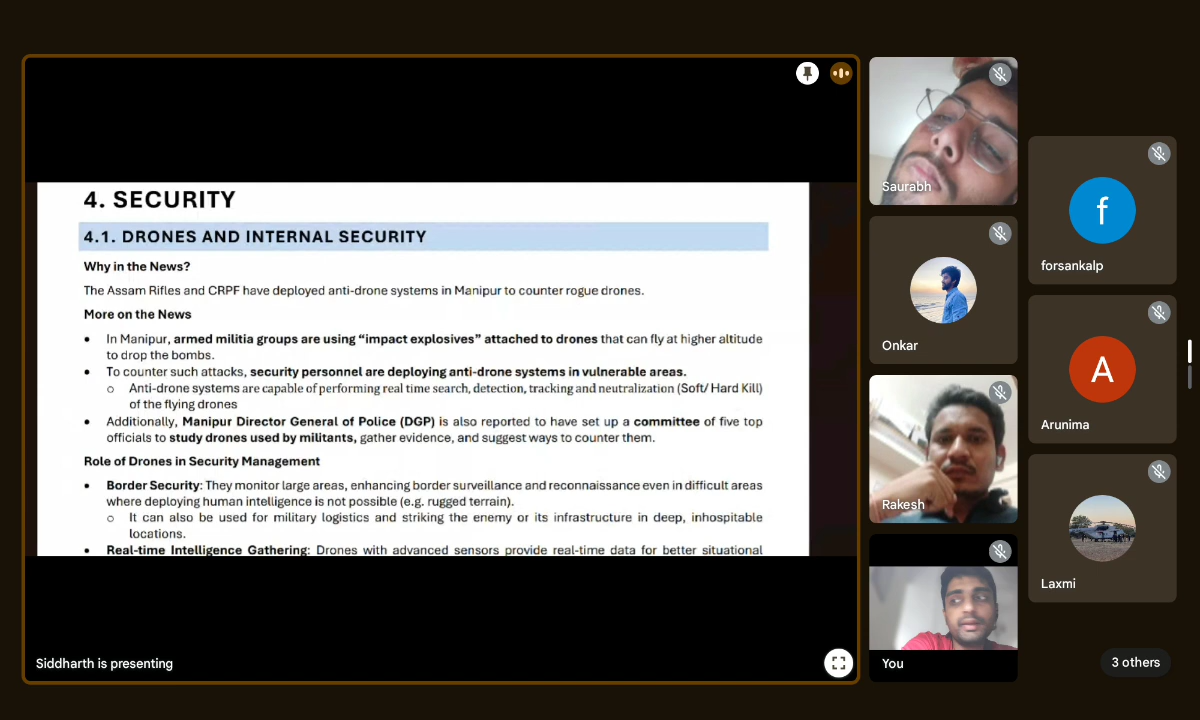 4. SECURITY
4.1. DRONES AND INTERNAL SECURITY
Why in the News?
The Assam Rifles and CRPF have deployed anti-drone systems in Manipur to counter rogue drones.
More on the News
• In Manipur, armed militia groups are using “impact explosives” attached to drones that can fly at higher altitude
to drop the bombs.
• To counter such attacks, security personnel are deploying anti-drone systems in vulnerable areas.
o Anti-drone systems are capable of performing real time search, detection, tracking and neutralization (Soft/ Hard Kill)
of the flying drones
• Additionally, Manipur Director General of Police (DGP) is also reported to have set up a committee of five top
officials to study drones used by militants, gather evidence, and suggest ways to counter them.
Role of Drones in Security Management
• Border Security: They monitor large areas, enhancing border surveillance and reconnaissance even in difficult areas
where deploying human intelligence is not possible (e.g. rugged terrain).
o It can also be used for military logistics and striking the enemy or its infrastructure in deep, inhospitable
locations.
• Real-time Intelligence Gathering: Drones with advanced sensors provide real-time data for better situational
Siddharth is presenting
Saurabh
Onkar
Rakesh
You
f
forsankalp
A
Arunima
Laxmi
3 others